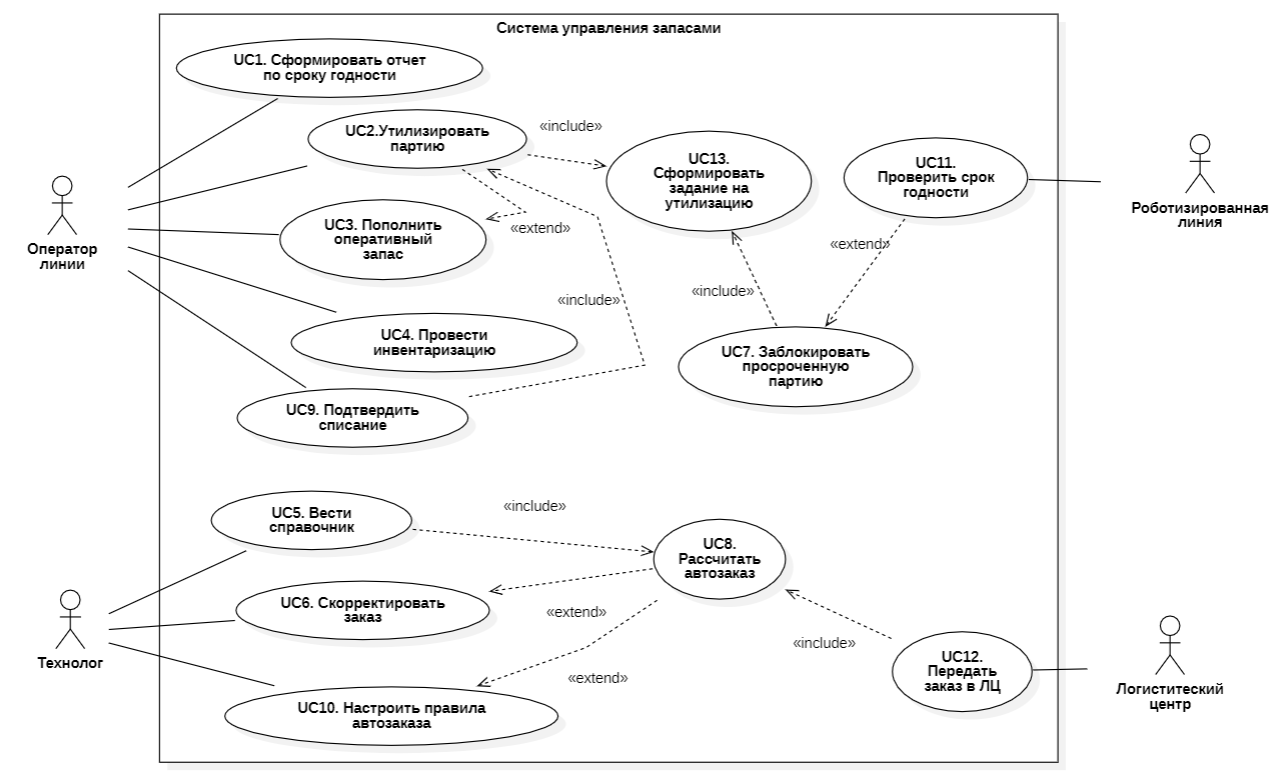 Система управления запасами
UC1. Сформировать отчет
по сроку годности
UC2.Утилизировать
партию
«include»
UC13.
Сформировать
задание на
утилизацию
UC11.
Проверить срок
годности
Роботизированная
линия
Оператор
линии
UC3. Пополнить
оперативный
запас
«extend»
«extend»
«include»
«include»
UC4. Провести
инвентаризацию
UC7. Заблокировать
просроченную
партию
UC9. Подтвердить
списание
UC5. Вести
справочник
«include»
UC8.
Рассчитать
автозаказ
UC6. Скорректировать
заказ
«extend»
Технолог
«include»
UC12.
Передать
заказ в ЛЦ
Логиститеский
центр
«extend»
UC10. Настроить правила
автозаказа